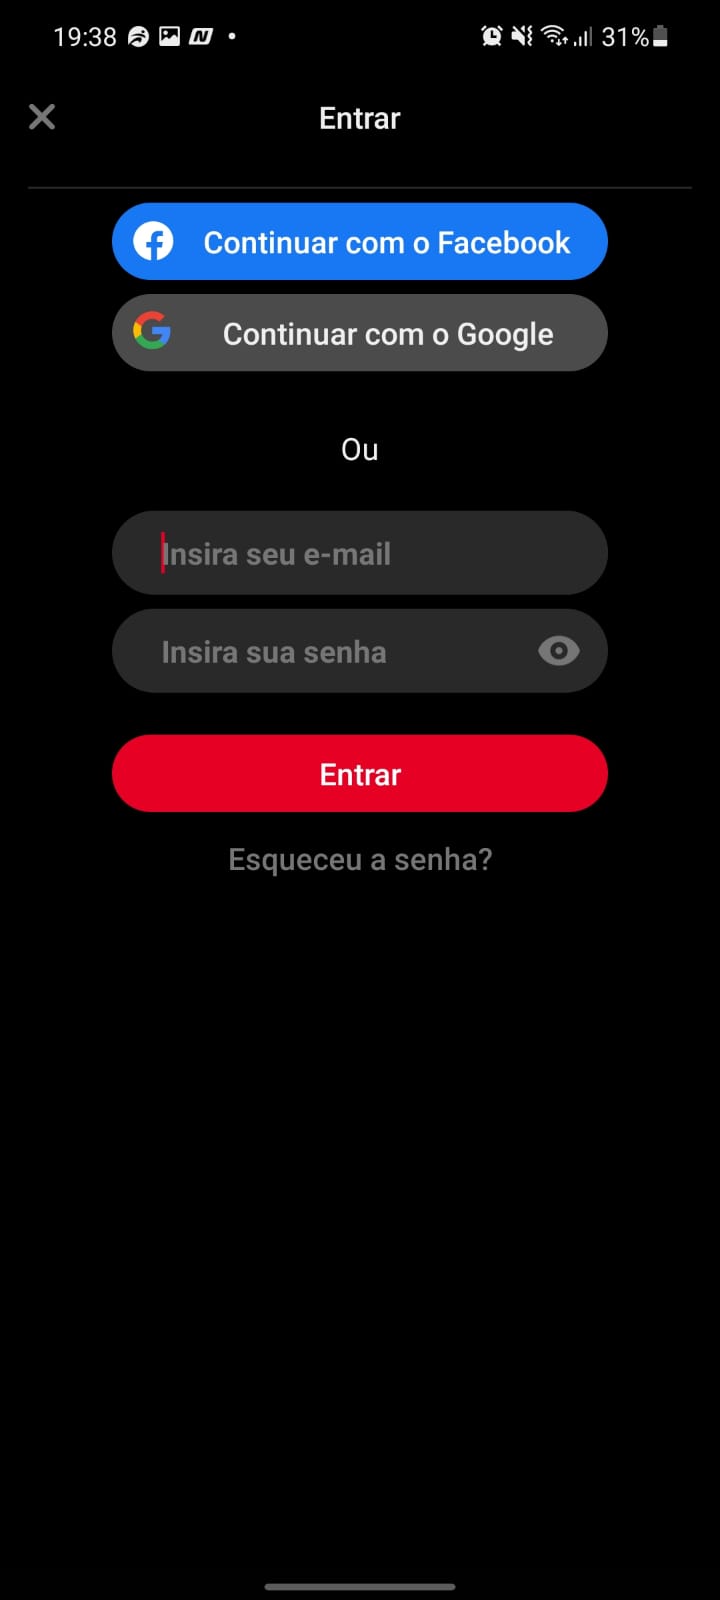 19:38 31%
Entrar
Continuar com o Facebook
Continuar com o Google
Ou
Insira seu e-mail
Insira sua senha
Entrar
Esqueceu a senha?